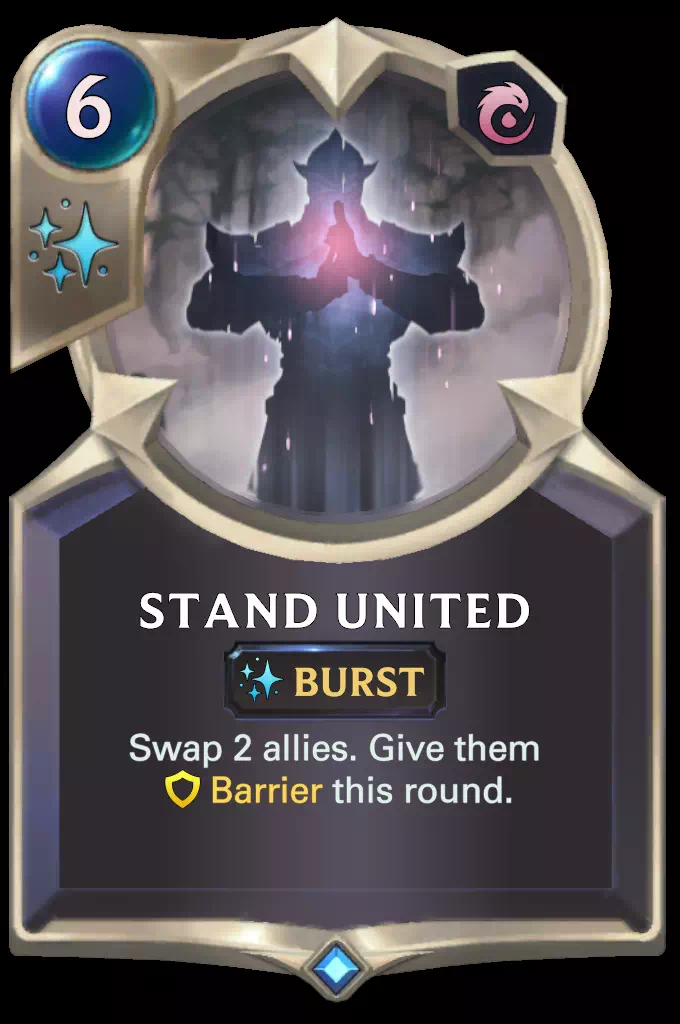 6
STAND UNITED
BURST
Swap 2 allies. Give them
Barrier this round.